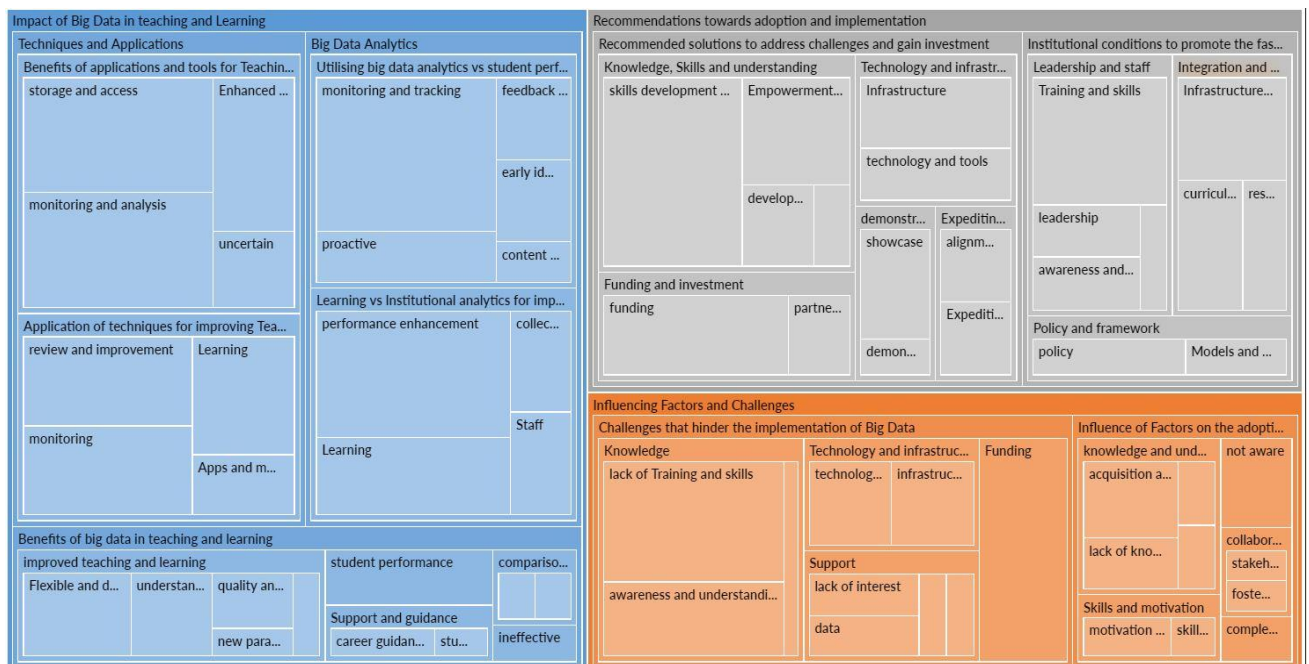 Impact of Big Data in teaching and Learning
Techniques and Applications
Benefits of applications and tools for Teachin...
storage and access
Enhanced ...
monitoring and analysis
uncertain
Application of techniques for improving Tea...
review and improvement
Learning
monitoring
Apps and m...
Big Data Analytics
Utilising big data analytics vs student perf...
monitoring and tracking
feedback ...
early id...
proactive
content ...
Learning vs Institutional analytics for imp...
performance enhancement
collec...
Staff
Learning
Benefits of big data in teaching and learning
improved teaching and learning
Flexible and d...
understan...
quality an...
new para...
student performance
Support and guidance
career guidan...
stu...
compariso...
ineffective
Recommendations towards adoption and implementation
Recommended solutions to address challenges and gain investment
Knowledge, Skills and understanding
skills development ...
Empowerment...
develop...
Funding and investment
funding
partne...
Technology and infrastr...
Infrastructure
technology and tools
demonstr...
showcase
demon...
Expeditin...
alignm...
Expediti...
Institutional conditions to promote the fas...
Leadership and staff
Training and skills
leadership
awareness and...
Integration and ...
Infrastructure...
curricul...
res...
Policy and framework
policy
Models and ...
Influencing Factors and Challenges
Challenges that hinder the implementation of Big Data
Knowledge
lack of Training and skills
awareness and understandi...
Technology and infrastruc...
technolog...
infrastruc...
Support
lack of interest
data
Funding
Influence of Factors on the adopti...
knowledge and und...
acquisition a...
lack of kno...
Skills and motivation
motivation ...
skill...
not aware
collabor...
stakeh...
foste...
comple...